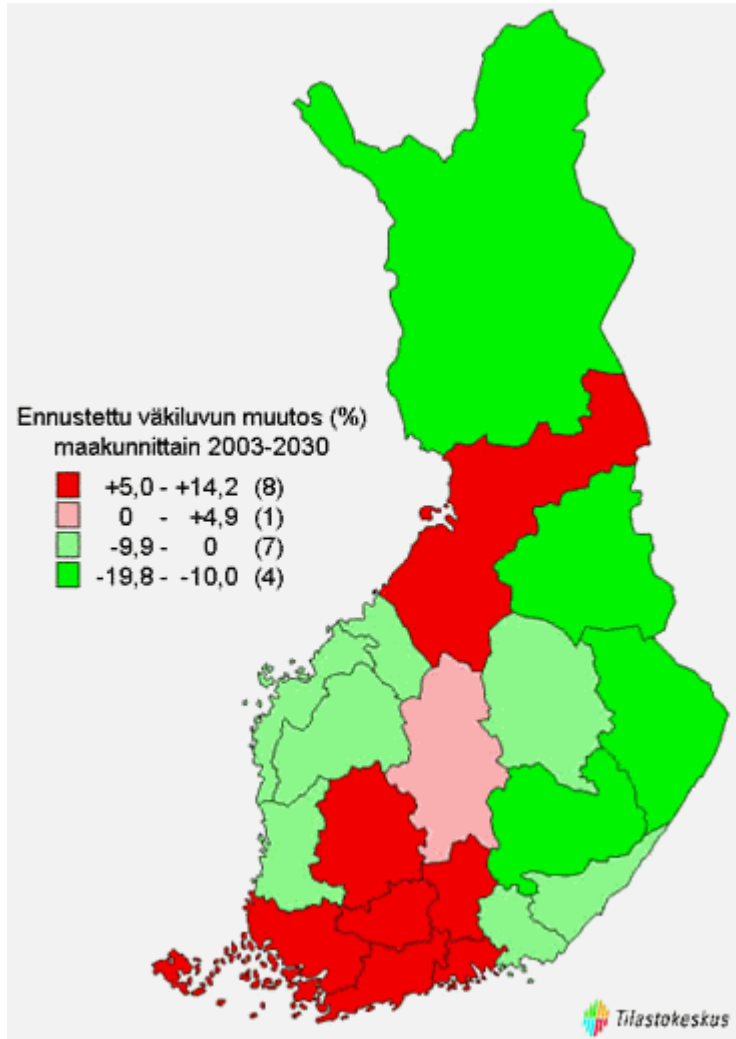 Ennustettu väkiluvun muutos (%)
maakunnittain 2003-2030
+5,0 - +14,2 (8)
0 - +4,9 (1)
-9,9 - 0 (7)
-19,8 - -10,0 (4)
Tilastokeskus